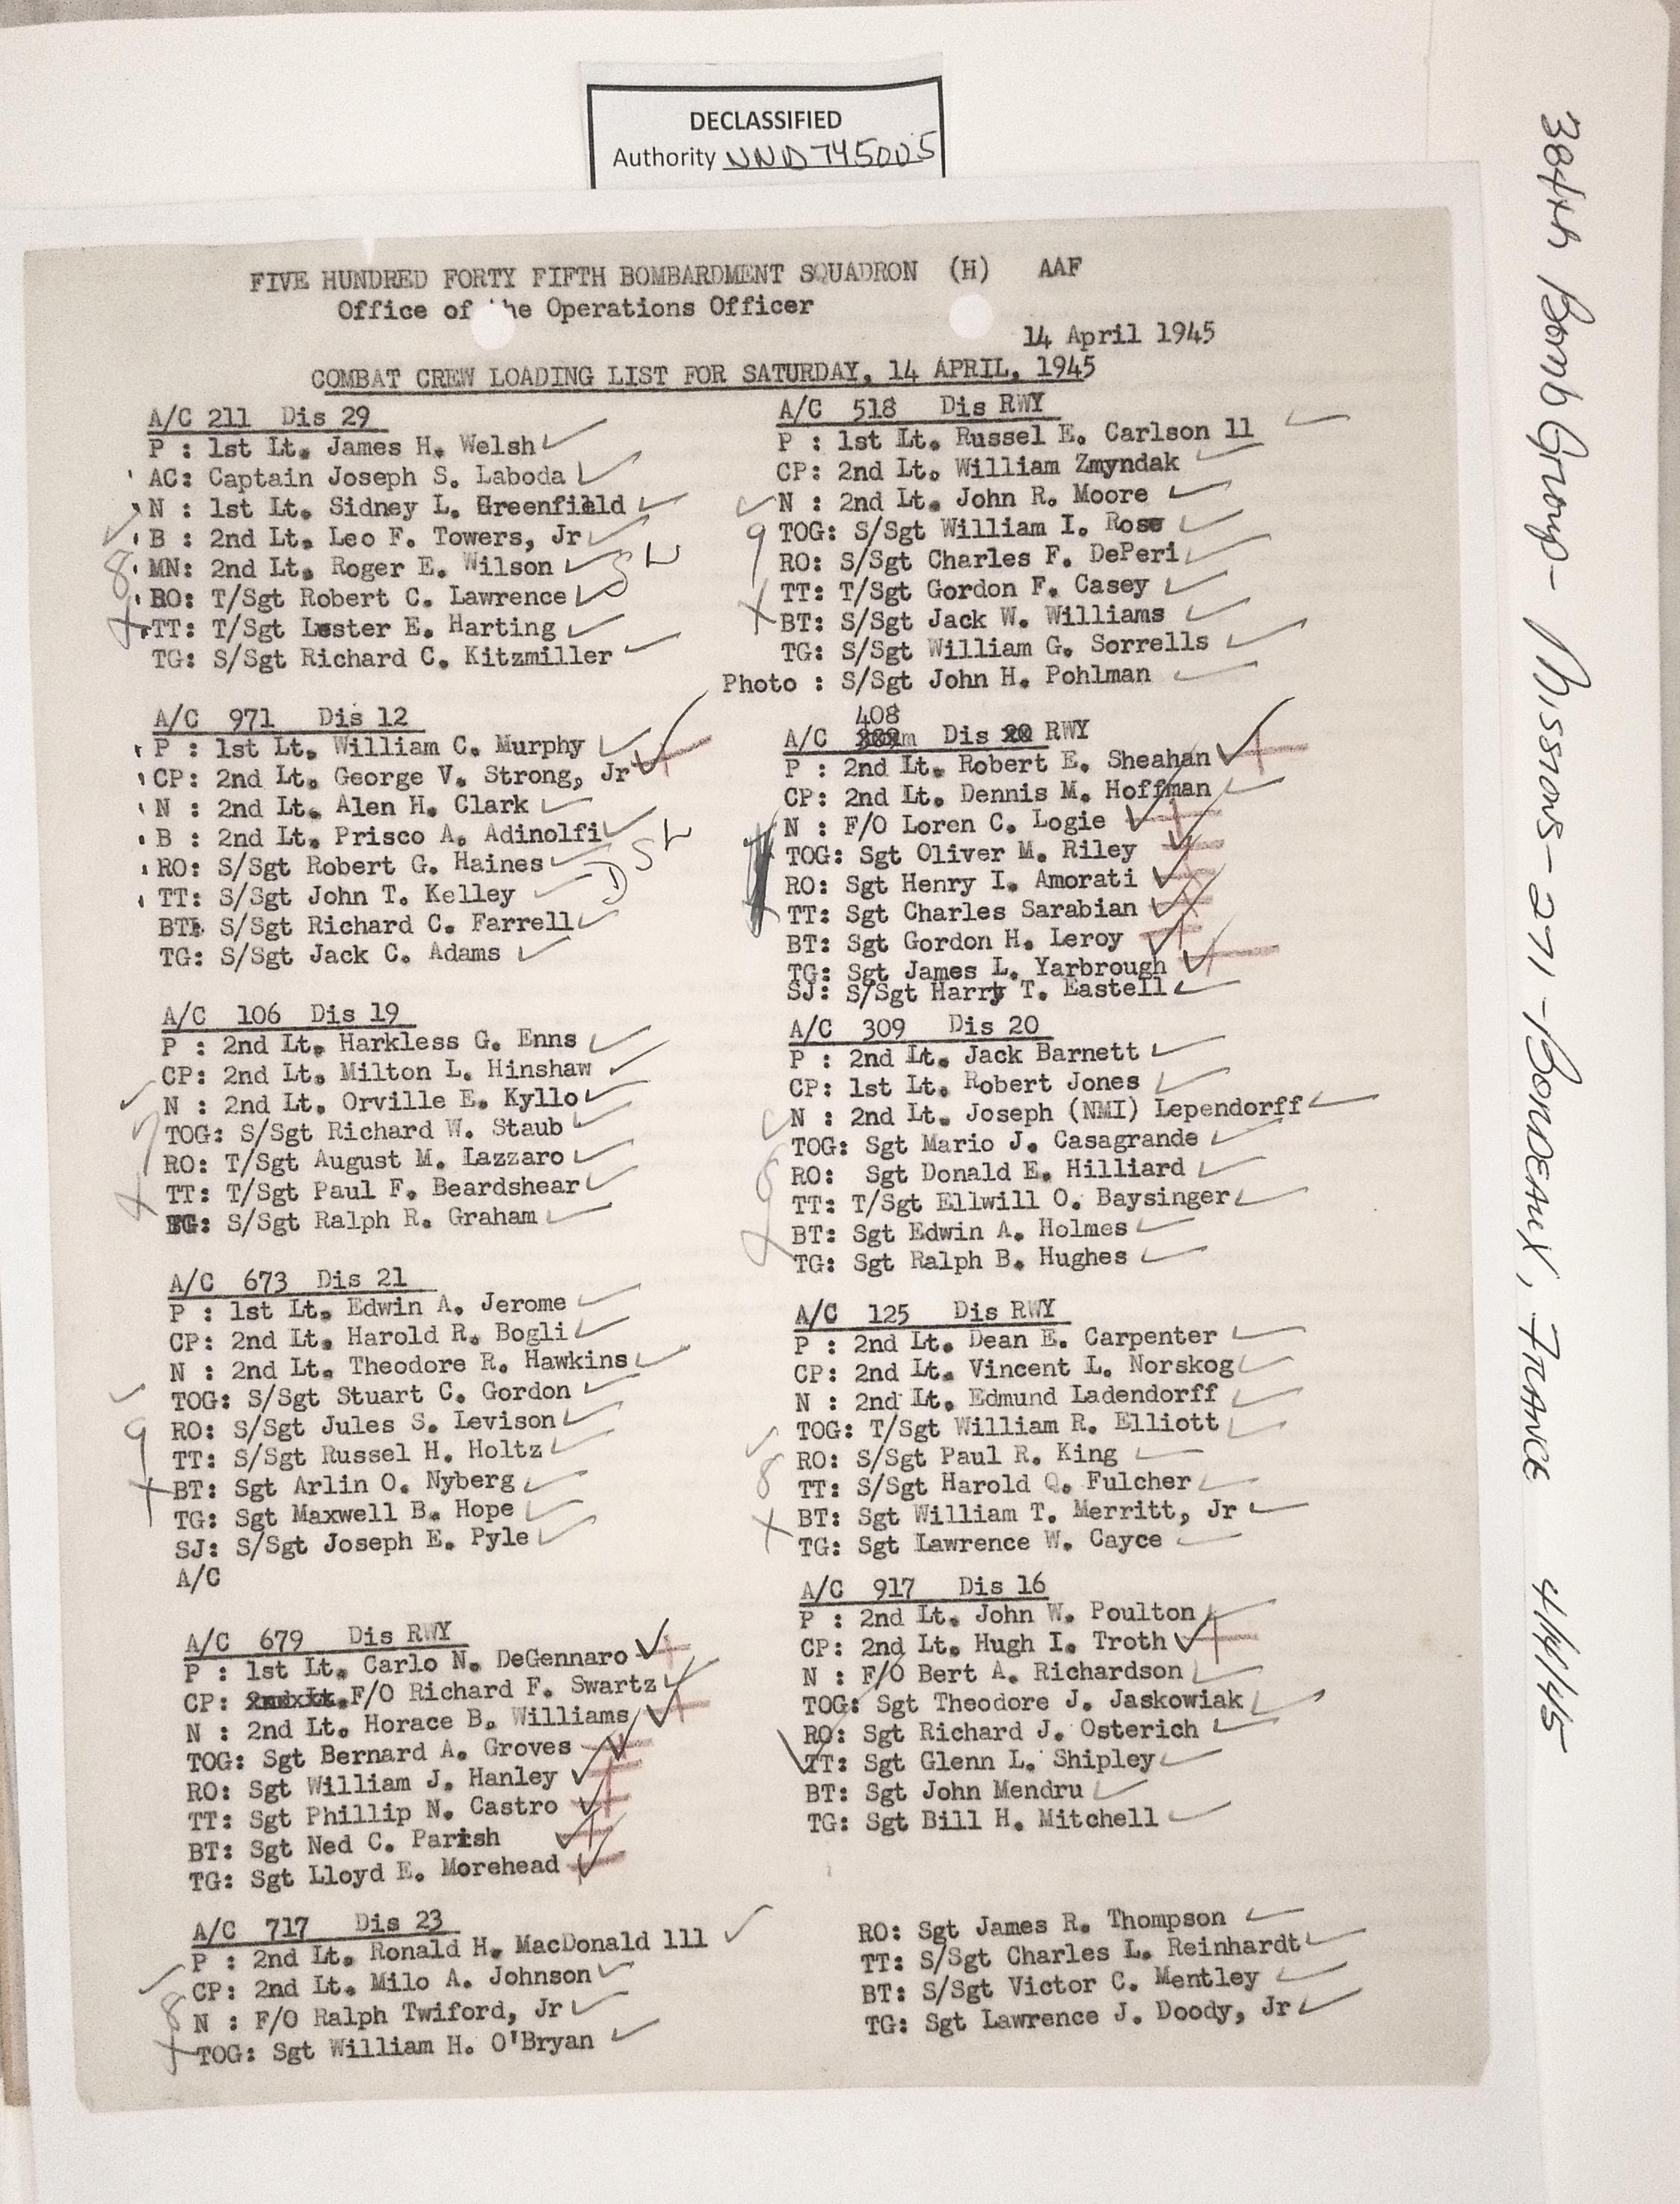 DECLASSIFIED
Authority NND 745005
FIVE HUNDRED FORTY FIFTH BOMBARDMENT SQUADRON (H) AAF
Office of the Operations Officer
14 April 1945
COMBAT CREW LOADING LIST FOR SATURDAY, 14 APRIL, 1945
A/C 211 Dis 29
P : 1st Lt. James H. Welsh
AC: Captain Joseph S. Laboda
N : 1st Lt. Sidney L. Greenfield
B : 2nd Lt. Leo F. Towers, Jr
8 MN: 2nd Lt. Roger E. Wilson
RO: T/Sgt Robert C. Lawrence
TT: T/Sgt Lester E. Harting
TG: S/Sgt Richard C. Kitzmiller
A/C 971 Dis 12
P : 1st Lt. William C. Murphy
CP: 2nd Lt. George V. Strong, Jr
N : 2nd Lt. Alen H. Clark
B : 2nd Lt. Prisco A. Adinolfi
RO: S/Sgt Robert G. Haines
TT: S/Sgt John T. Kelley
BT: S/Sgt Richard C. Farrell
TG: S/Sgt Jack C. Adams
A/C 106 Dis 19
P : 2nd Lt. Harkless G. Enns
CP: 2nd Lt. Milton L. Hinshaw
N : 2nd Lt. Orville E. Kyllo
7 TOG: S/Sgt Richard W. Staub
RO: T/Sgt August M. Lazzaro
TT: T/Sgt Paul F. Beardshear
TG: S/Sgt Ralph R. Graham
A/C 673 Dis 21
P : 1st Lt. Edwin A. Jerome
CP: 2nd Lt. Harold R. Bogli
N : 2nd Lt. Theodore R. Hawkins
TOG: S/Sgt Stuart C. Gordon
9 RO: S/Sgt Jules S. Levison
TT: S/Sgt Russel H. Holtz
BT: Sgt Arlin O. Nyberg
TG: Sgt Maxwell B. Hope
SJ: S/Sgt Joseph E. Pyle
A/C
A/C 679 Dis RWY
P : 1st Lt. Carlo N. DeGennaro
CP: F/O Richard F. Swartz
N : 2nd Lt. Horace B. Williams
TOG: Sgt Bernard A. Groves
RO: Sgt William J. Hanley
TT: Sgt Phillip N. Castro
BT: Sgt Ned C. Parish
TG: Sgt Lloyd E. Morehead
A/C 717 Dis 23
P : 2nd Lt. Ronald H. MacDonald 111
CP: 2nd Lt. Milo A. Johnson
8 N : F/O Ralph Twiford, Jr
TOG: Sgt William H. O'Bryan
A/C 518 Dis RWY
P : 1st Lt. Russel E. Carlson 11
CP: 2nd Lt. William Zmyndak
N : 2nd Lt. John R. Moore
9 TOG: S/Sgt William I. Rose
RO: S/Sgt Charles F. DePeri
TT: T/Sgt Gordon F. Casey
BT: S/Sgt Jack W. Williams
TG: S/Sgt William G. Sorrells
Photo : S/Sgt John H. Pohlman
408
A/C Dis 20 RWY
P : 2nd Lt. Robert E. Sheahan
CP: 2nd Lt. Dennis M. Hoffman
N : F/O Loren C. Logie
TOG: Sgt Oliver M. Riley
RO: Sgt Henry I. Amorati
TT: Sgt Charles Sarabian
BT: Sgt Gordon H. Leroy
TG: Sgt James L. Yarbrough
SJ: S/Sgt Harry T. Eastell
A/C 309 Dis 20
P : 2nd Lt. Jack Barnett
CP: 1st Lt. Robert Jones
N : 2nd Lt. Joseph (NMI) Lependorff
TOG: Sgt Mario J. Casagrande
8 RO: Sgt Donald E. Hilliard
TT: T/Sgt Ellwill O. Baysinger
BT: Sgt Edwin A. Holmes
TG: Sgt Ralph B. Hughes
A/C 125 Dis RWY
P : 2nd Lt. Dean E. Carpenter
CP: 2nd Lt. Vincent L. Norskog
N : 2nd Lt. Edmund Ladendorff
TOG: T/Sgt William R. Elliott
RO: S/Sgt Paul R. King
8 TT: S/Sgt Harold Q. Fulcher
BT: Sgt William T. Merritt, Jr
TG: Sgt Lawrence W. Cayce
A/C 917 Dis 16
P : 2nd Lt. John W. Poulton
CP: 2nd Lt. Hugh I. Troth
N : F/O Bert A. Richardson
TOG: Sgt Theodore J. Jaskowiak
RO: Sgt Richard J. Osterich
TT: Sgt Glenn L. Shipley
BT: Sgt John Mendru
TG: Sgt Bill H. Mitchell
RO: Sgt James R. Thompson
TT: S/Sgt Charles L. Reinhardt
BT: S/Sgt Victor C. Mentley
TG: Sgt Lawrence J. Doody, Jr
384th Bomb Group - Missions - 271 - BORDEAUX, FRANCE 4/14/45